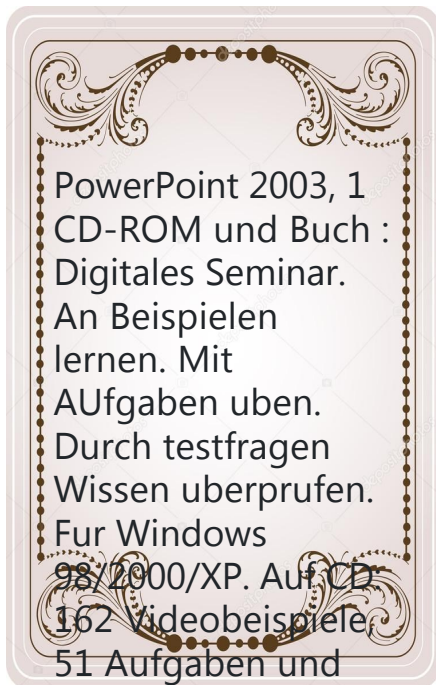 PowerPoint 2003, 1
CD-ROM und Buch :
Digitales Seminar.
An Beispielen
lernen. Mit
AUfgaben uben.
Durch testfragen
Wissen uberprufen.
Fur Windows
98/2000/XP. Auf CD:
162 Videobeispiele,
51 Aufgaben und